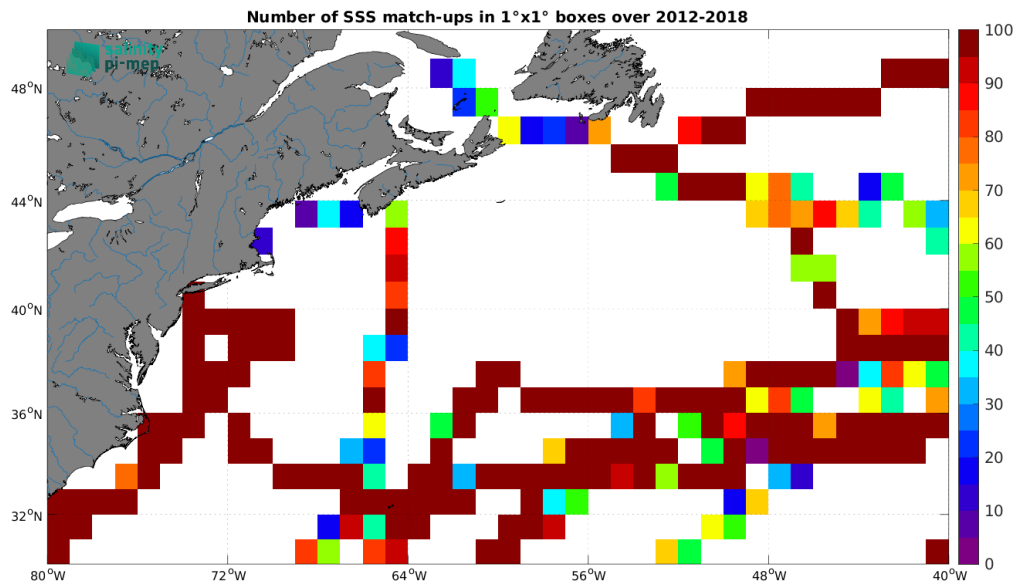 Number of SSS match-ups in 1°x1° boxes over 2012-2018
salinity
pi-mep
48°N
44°N
40°N
36°N
32°N
80°W
72°W
64°W
56°W
48°W
40°W
100
90
80
70
60
50
40
30
20
10
0